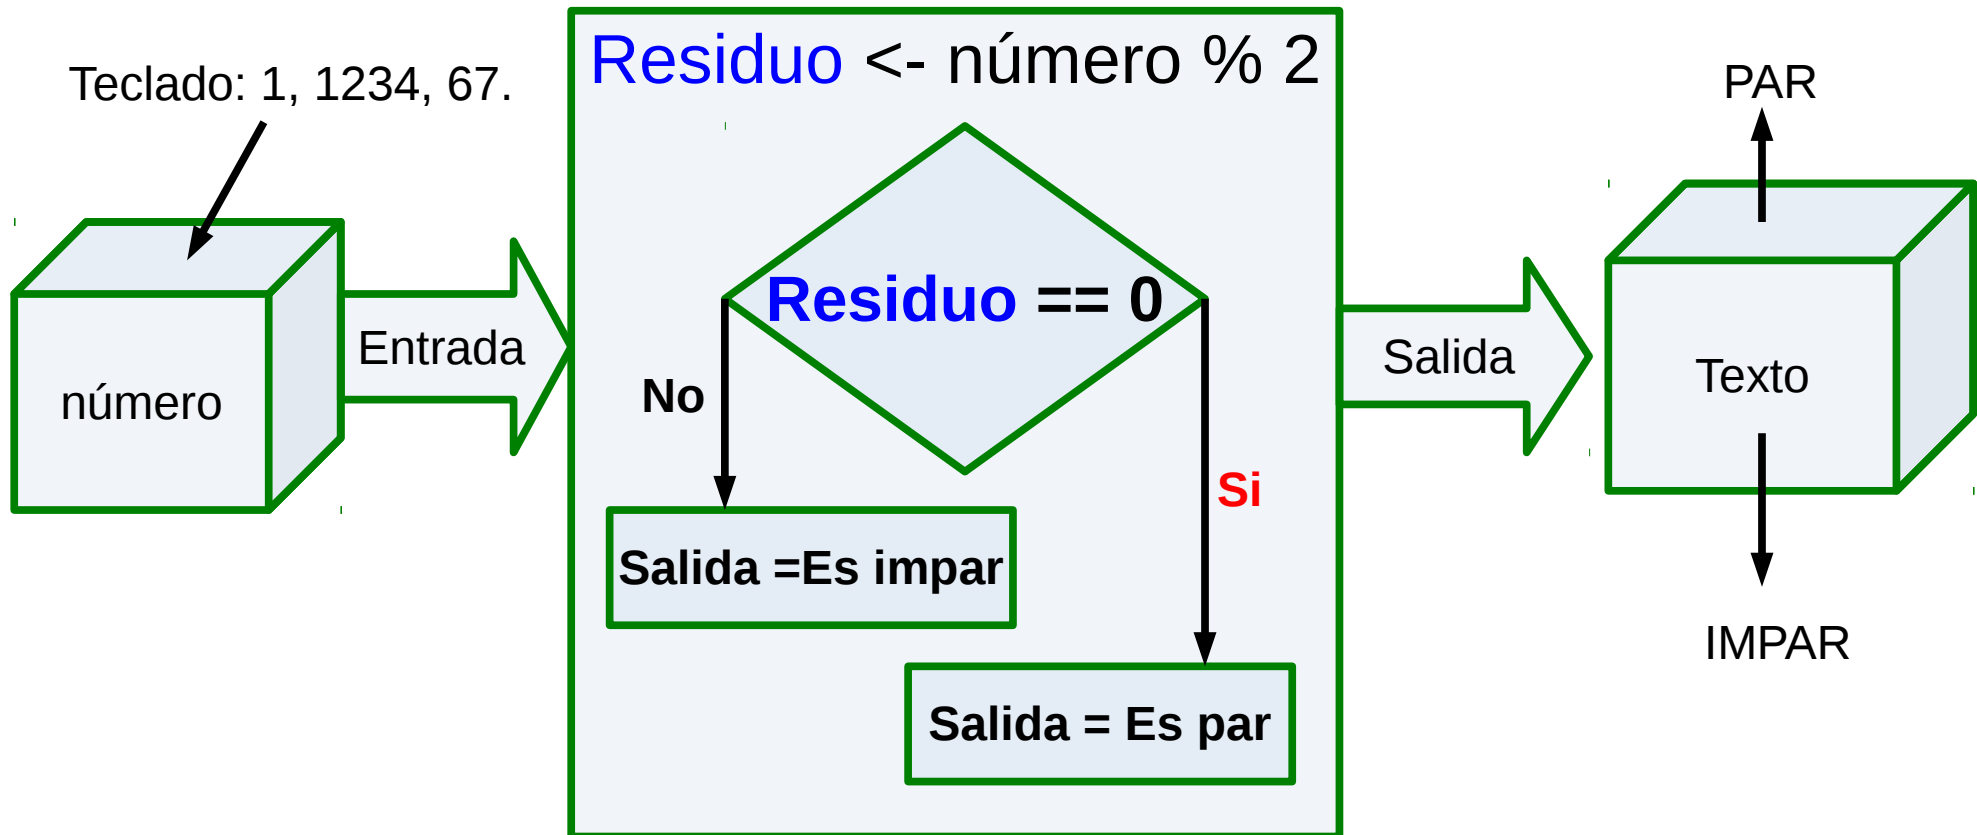 Teclado: 1, 1234, 67.
número
Entrada
Residuo <- número % 2
Residuo == 0
No
Si
Salida =Es impar
Salida = Es par
Salida
PAR
Texto
IMPAR